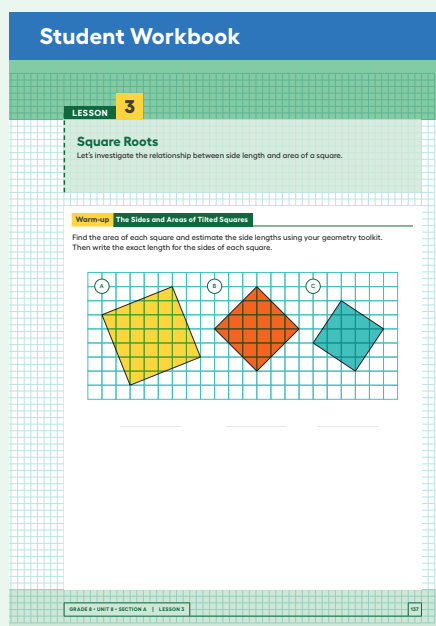 Student Workbook
LESSON 3
Square Roots
Let's investigate the relationship between side length and area of a square.
Warm-up The Sides and Areas of Tilted Squares
Find the area of each square and estimate the side lengths using your geometry toolkit.
Then write the exact length for the sides of each square.
A B C
GRADE 8 • UNIT 8 • SECTION A | LESSON 3
137